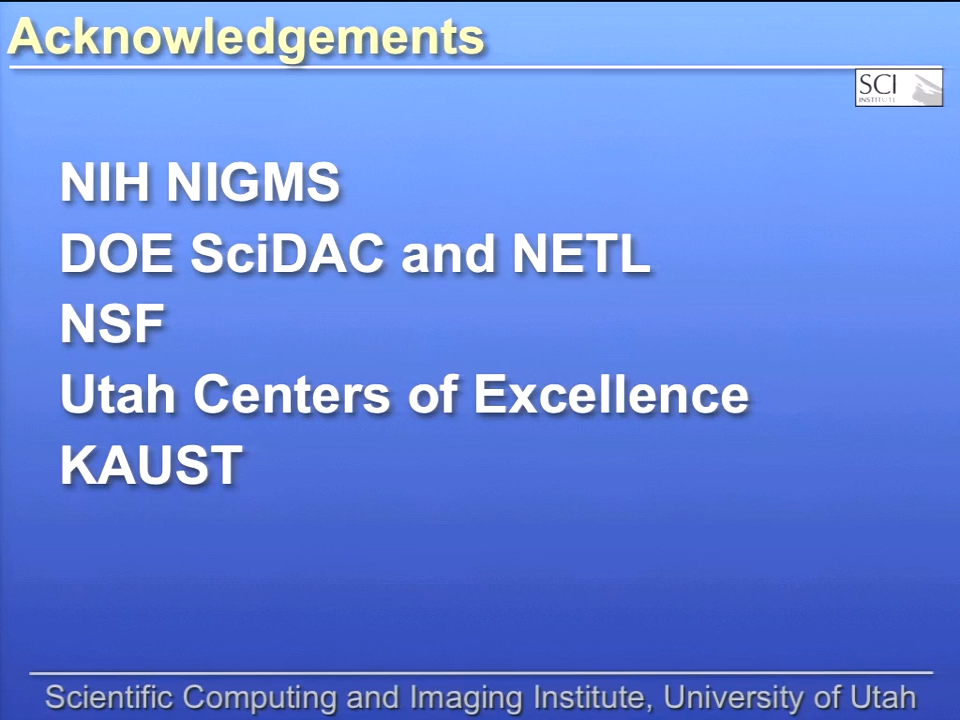 Acknowledgements
SCI
INSTITUTE
NIH NIGMS
DOE SciDAC and NETL
NSF
Utah Centers of Excellence
KAUST
Scientific Computing and Imaging Institute, University of Utah